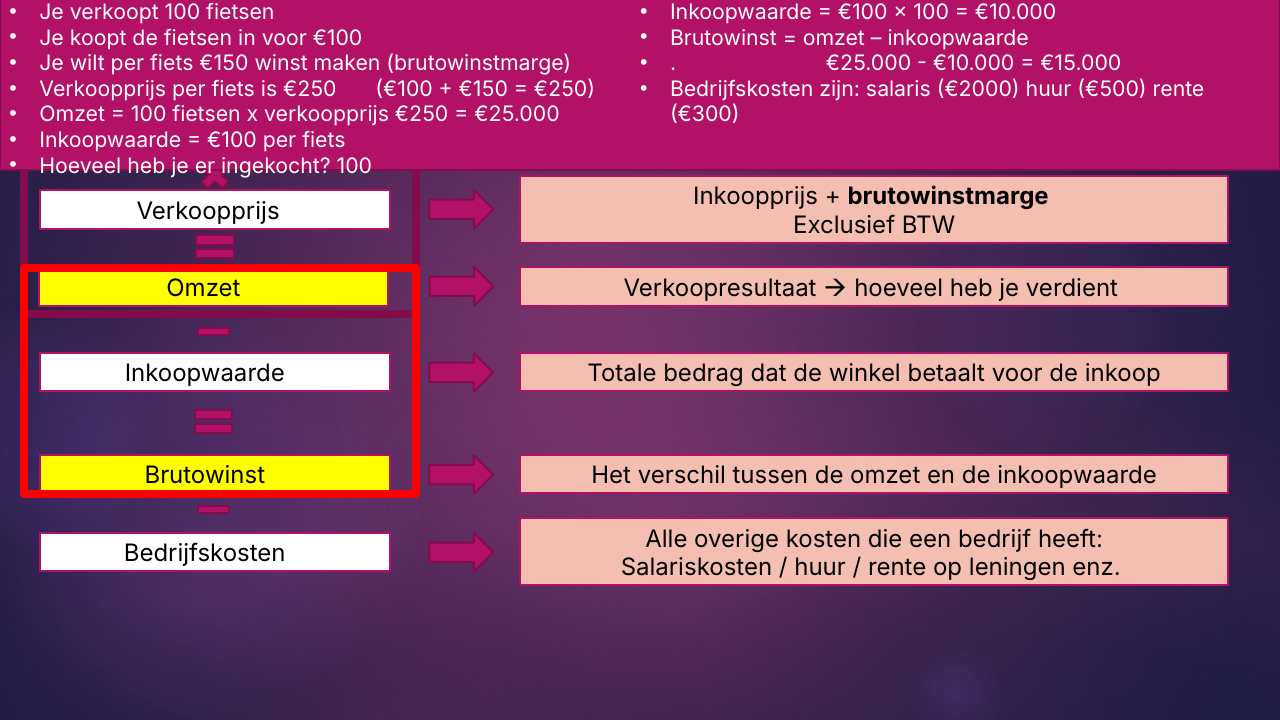 • Je verkoopt 100 fietsen
• Je koopt de fietsen in voor €100
• Je wilt per fiets €150 winst maken (brutowinstmarge)
• Verkoopprijs per fiets is €250 (€100 + €150 = €250)
• Omzet = 100 fietsen x verkoopprijs €250 = €25.000
• Inkoopwaarde = €100 per fiets
• Hoeveel heb je er ingekocht? 100
• Inkoopwaarde = €100 × 100 = €10.000
• Brutowinst = omzet – inkoopwaarde
• . €25.000 - €10.000 = €15.000
• Bedrijfskosten zijn: salaris (€2000) huur (€500) rente
(€300)
Verkoopprijs
Inkoopprijs + brutowinstmarge
Exclusief BTW
Omzet
Verkoopresultaat → hoeveel heb je verdient
Inkoopwaarde
Totale bedrag dat de winkel betaalt voor de inkoop
Brutowinst
Het verschil tussen de omzet en de inkoopwaarde
Bedrijfskosten
Alle overige kosten die een bedrijf heeft:
Salariskosten / huur / rente op leningen enz.